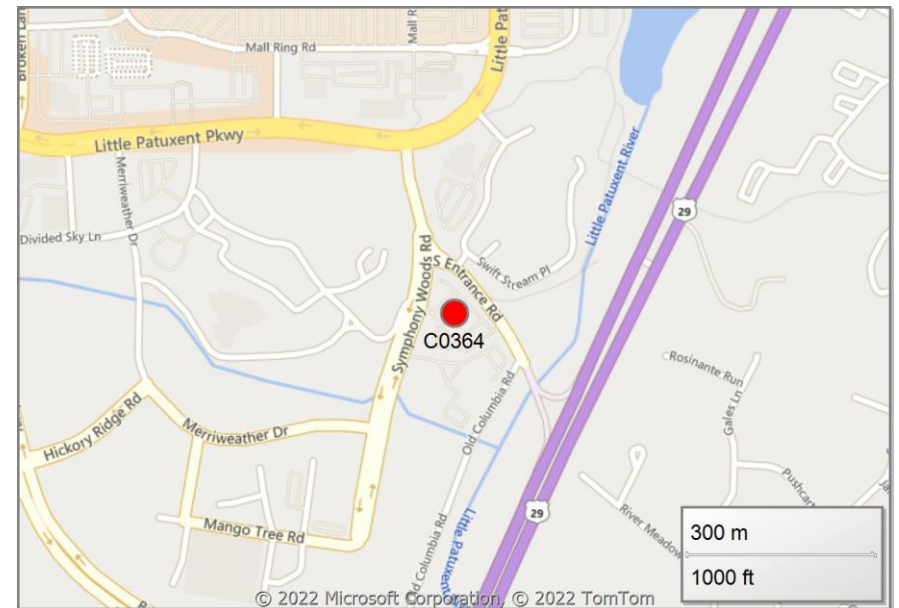 Broken Lan
Mall Ring Rd
Mall R
Little Pat
Little Patuxent Pkwy
Merriweather Dr
Little Patuxent River
29
Divided Sky Ln
Symphony Woods Rd
S Entrance Rd
Swift Stream Pl
C0364
Rosinante Run
Gales Ln
Old Columbia Rd
Hickory Ridge Rd
Merriweather Dr
Pushcart
Mango Tree Rd
29
River Meadow
Old Columbia Rd
Little Patuxent
300 m
1000 ft
© 2022 Microsoft Corporation, © 2022 TomTom